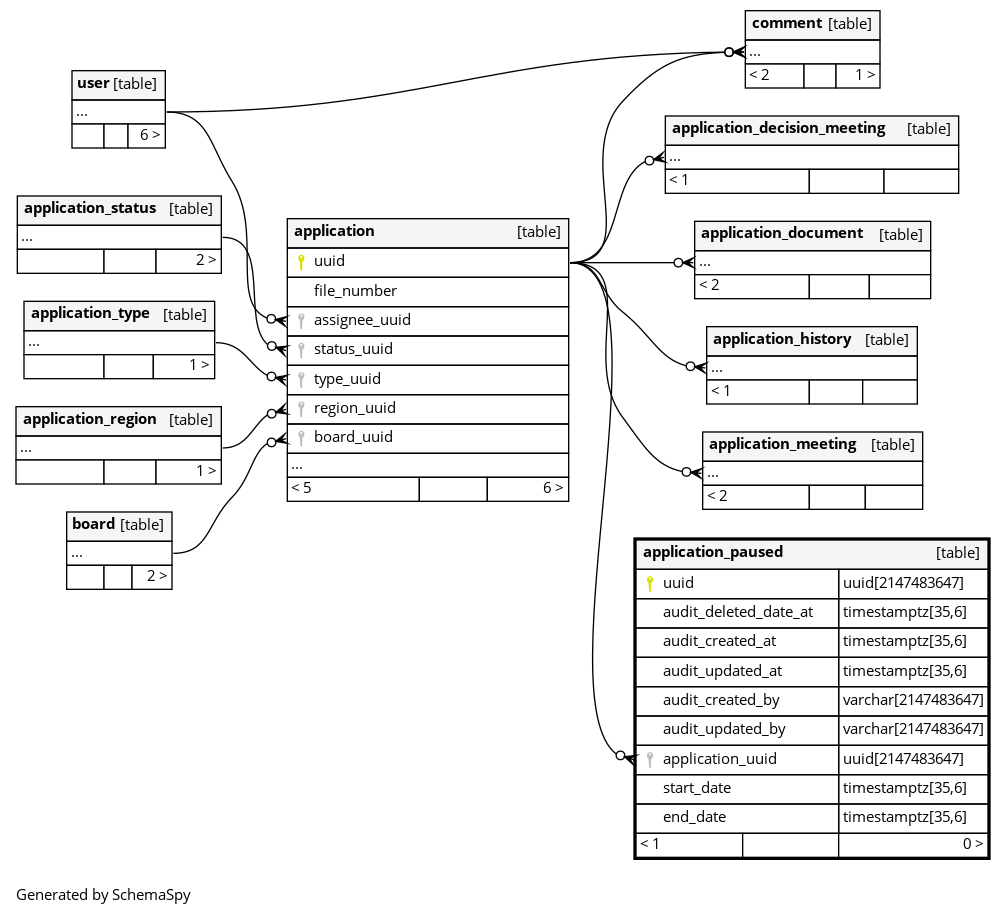 comment [table]
...
< 2 1 >
user [table]
...
6 >
application_decision_meeting [table]
...
< 1
application_status [table]
...
2 >
application [table]
uuid
file_number
assignee_uuid
status_uuid
type_uuid
region_uuid
board_uuid
...
< 5 6 >
application_document [table]
...
< 2
application_type [table]
...
1 >
application_history [table]
...
< 1
application_region [table]
...
1 >
application_meeting [table]
...
< 2
board [table]
...
2 >
application_paused [table]
uuid uuid[2147483647]
audit_deleted_date_at timestamptz[35,6]
audit_created_at timestamptz[35,6]
audit_updated_at timestamptz[35,6]
audit_created_by varchar[2147483647]
audit_updated_by varchar[2147483647]
application_uuid uuid[2147483647]
start_date timestamptz[35,6]
end_date timestamptz[35,6]
< 1 0 >
Generated by SchemaSpy